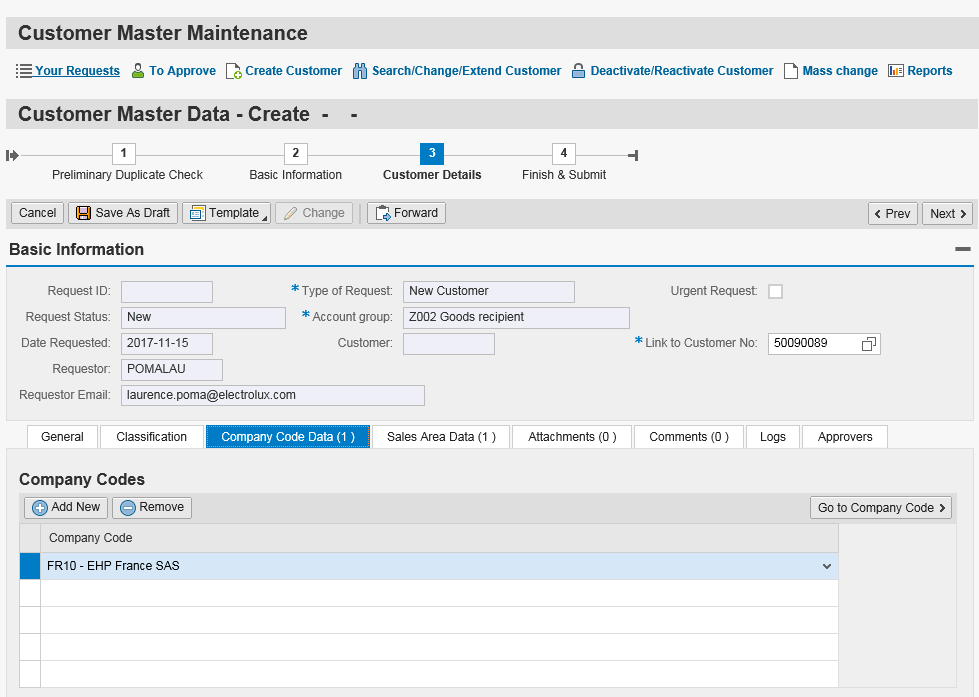 Customer Master Maintenance
Your Requests To Approve Create Customer Search/Change/Extend Customer Deactivate/Reactivate Customer Mass change Reports
Customer Master Data - Create - -
1 2 3 4
Preliminary Duplicate Check Basic Information Customer Details Finish & Submit
Cancel Save As Draft Template Change Forward Prev Next
Basic Information
Request ID: * Type of Request: New Customer Urgent Request:
Request Status: New * Account group: Z002 Goods recipient
Date Requested: 2017-11-15 Customer: * Link to Customer No: 50090089
Requestor: POMALAU
Requestor Email: laurence.poma@electrolux.com
General Classification Company Code Data (1 ) Sales Area Data (1 ) Attachments (0 ) Comments (0 ) Logs Approvers
Company Codes
Add New Remove Go to Company Code
Company Code
FR10 - EHP France SAS